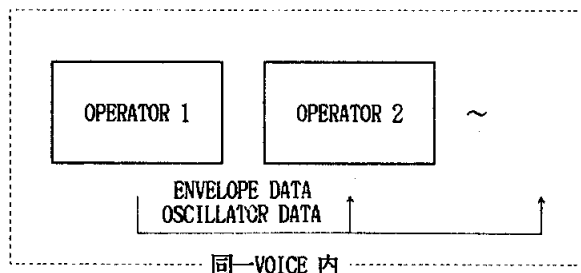 OPERATOR 1
OPERATOR 2
~
ENVELOPE DATA
OSCILLATOR DATA
同一VOICE 内